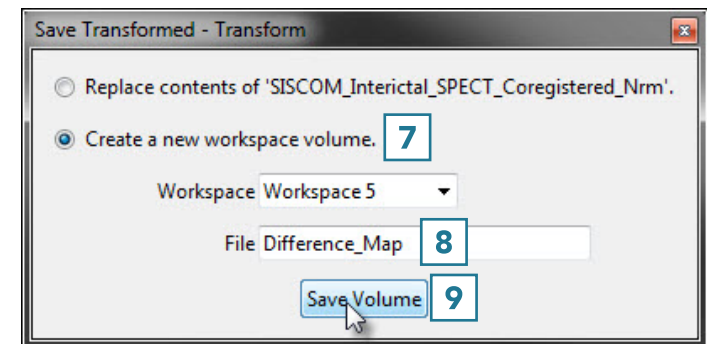 Save Transformed - Transform
Replace contents of 'SISCOM_Interictal_SPECT_Coregistered_Nrm'.
Create a new workspace volume. 7
Workspace Workspace 5
File Difference_Map 8
Save Volume 9